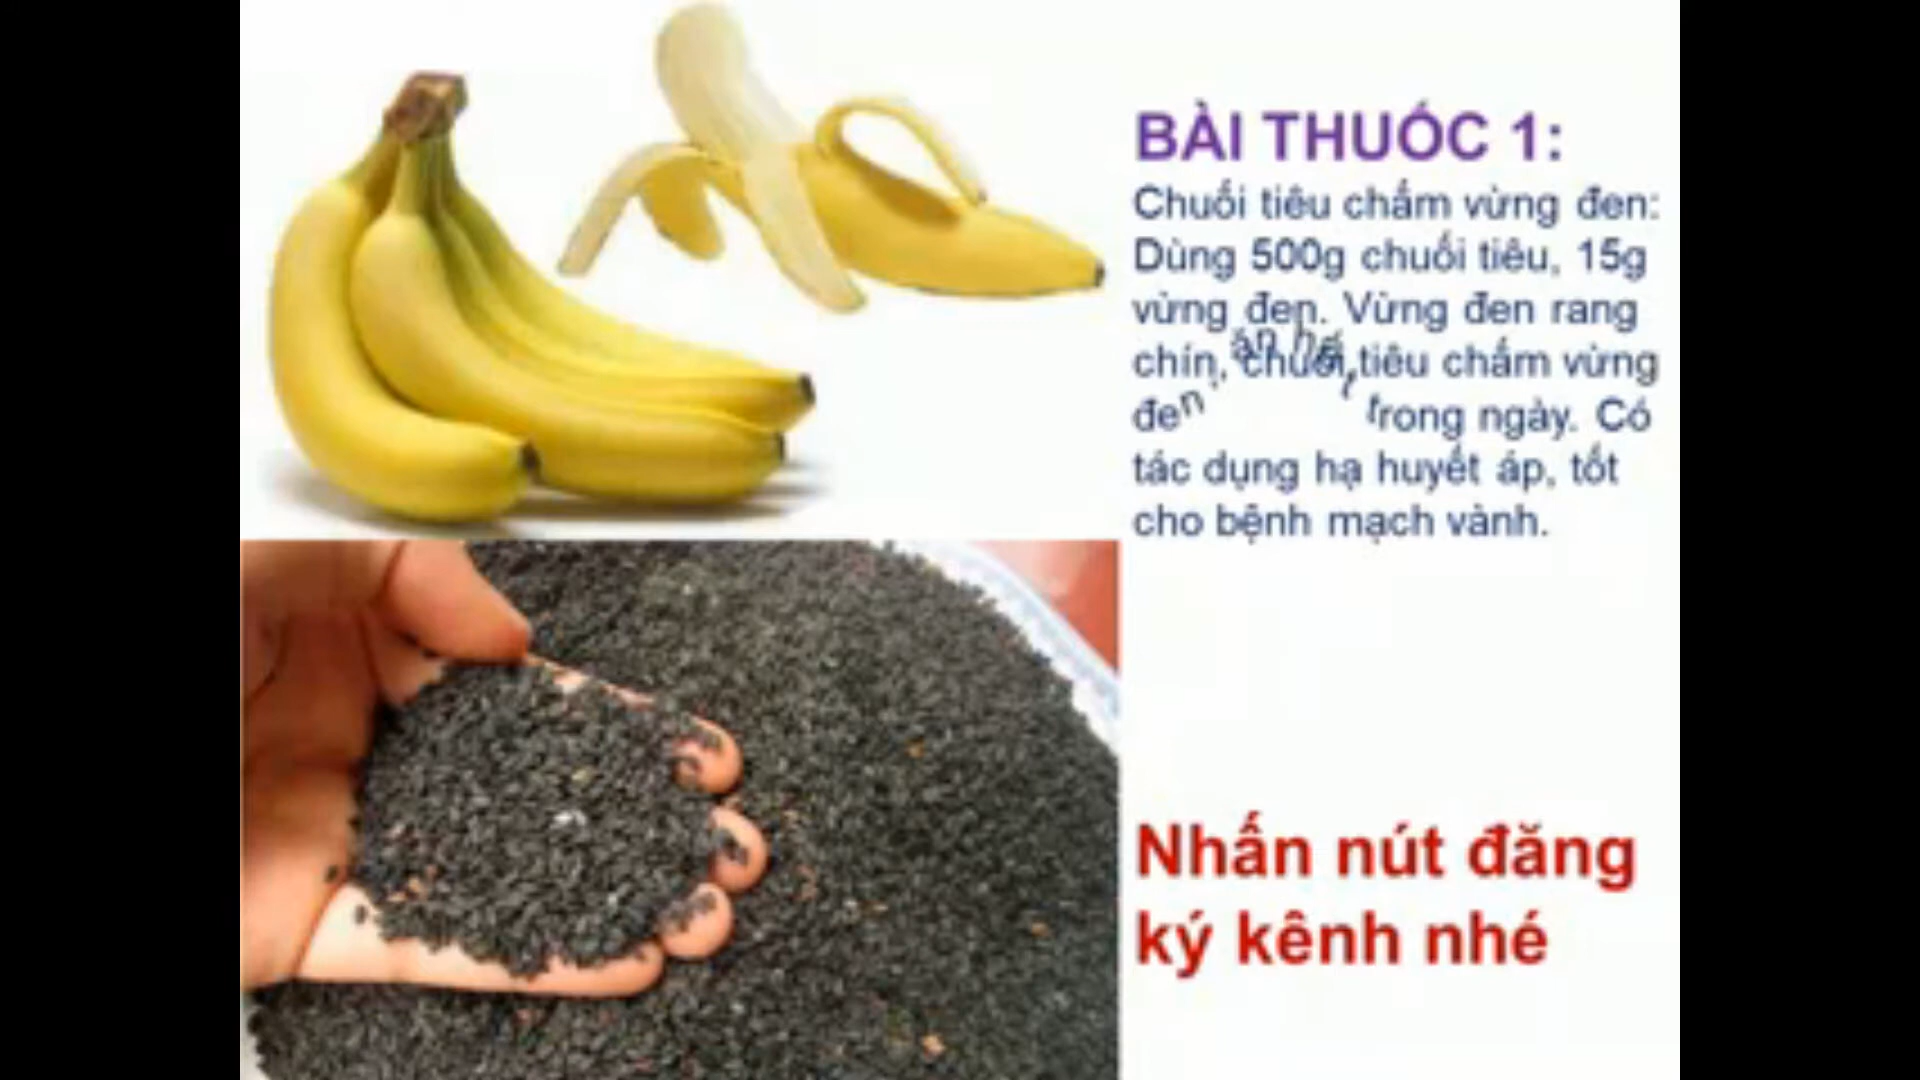 BÀI THUỐC 1:
Chuối tiêu chấm vừng đen:
Dùng 500g chuối tiêu, 15g
vừng đen. Vừng đen rang
chín, chuối tiêu chấm vừng
đen ăn hết trong ngày. Có
tác dụng hạ huyết áp, tốt
cho bệnh mạch vành.
Nhấn nút đăng
ký kênh nhé